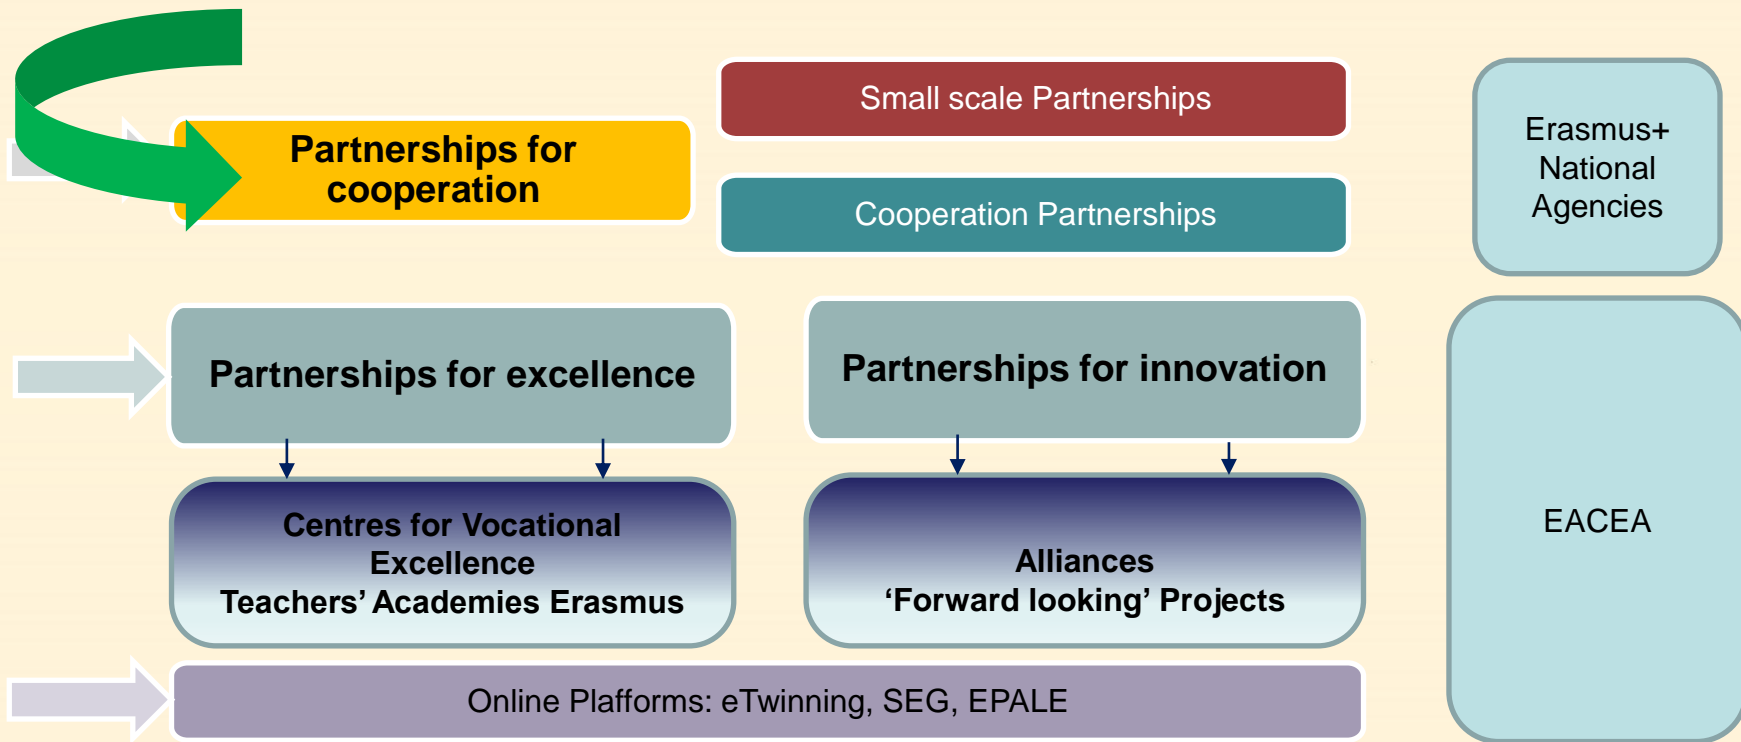 Small scale Partnerships
Partnerships for
cooperation
Cooperation Partnerships
Erasmus+
National
Agencies
Partnerships for excellence
Partnerships for innovation
Centres for Vocational
Excellence
Teachers’ Academies Erasmus
Alliances
‘Forward looking’ Projects
EACEA
Online Plafforms: eTwinning, SEG, EPALE